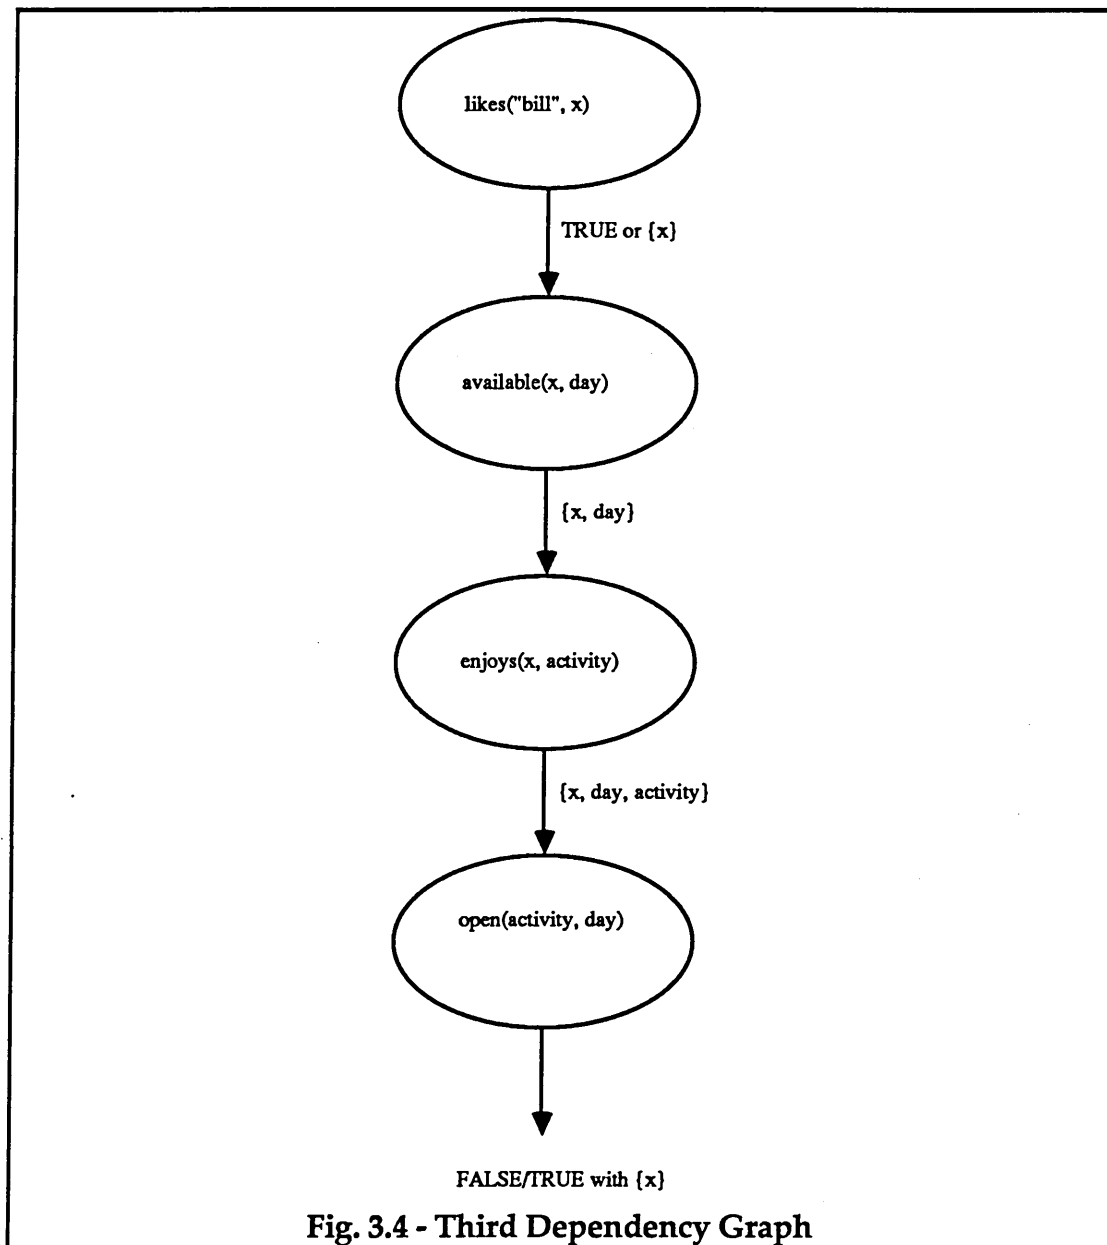 likes("bill", x)
TRUE or {x}
available(x, day)
{x, day}
enjoys(x, activity)
{x, day, activity}
open(activity, day)
FALSE/TRUE with {x}
Fig. 3.4 - Third Dependency Graph